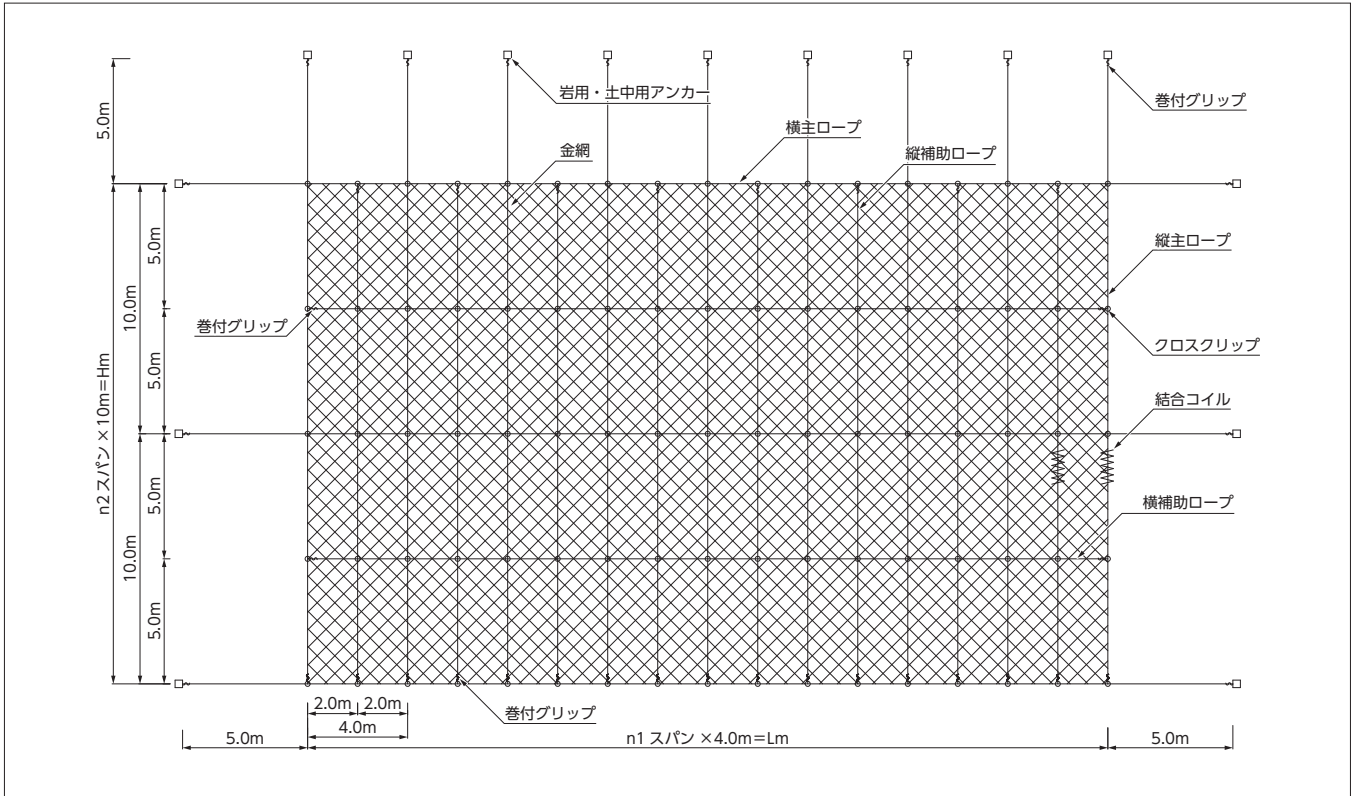 5.0m
岩用・土中用アンカー
巻付グリップ
横主ロープ
金網
縦補助ロープ
5.0m
10.0m
縦主ロープ
巻付グリップ
5.0m
クロスクリップ
結合コイル
n2 スパン ×10m=Hm
5.0m
横補助ロープ
10.0m
5.0m
2.0m 2.0m
巻付グリップ
4.0m
5.0m
n1 スパン ×4.0m=Lm
5.0m